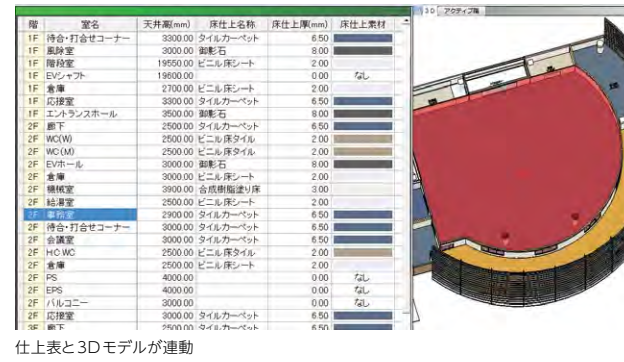 3D アクティブ階
階 室名 天井高(mm) 床仕上名称 床仕上厚(mm) 床仕上素材
1F 待合・打合せコーナー 3300.00 タイルカーペット 6.50
1F 風除室 3000.00 御影石 8.00
1F 階段室 19550.00 ビニル床シート 2.00
1F EVシャフト 19600.00 0.00 なし
1F 倉庫 2700.00 ビニル床シート 2.00
1F 応接室 3300.00 タイルカーペット 6.50
1F エントランスホール 3500.00 御影石 8.00
2F 廊下 2500.00 タイルカーペット 6.50
2F WC(W) 2500.00 ビニル床タイル 2.00
2F WC(M) 2500.00 ビニル床タイル 2.00
2F EVホール 3000.00 御影石 8.00
2F 倉庫 3000.00 ビニル床シート 2.00
2F 機械室 3900.00 合成樹脂塗り床 3.00
2F 給湯室 2500.00 ビニル床シート 2.00
2F 事務室 2900.00 タイルカーペット 6.50
2F 待合・打合せコーナー 3000.00 タイルカーペット 6.50
2F 会議室 3000.00 タイルカーペット 6.50
2F HC WC 2500.00 ビニル床タイル 2.00
2F 倉庫 2500.00 ビニル床シート 2.00
2F PS 4000.00 0.00 なし
2F EPS 4000.00 0.00 なし
2F バルコニー 3000.00 0.00 なし
2F 応接室 3000.00 タイルカーペット 6.50
3F 廊下 2500.00 タイルカーペット 6.50
仕上表と3Dモデルが連動